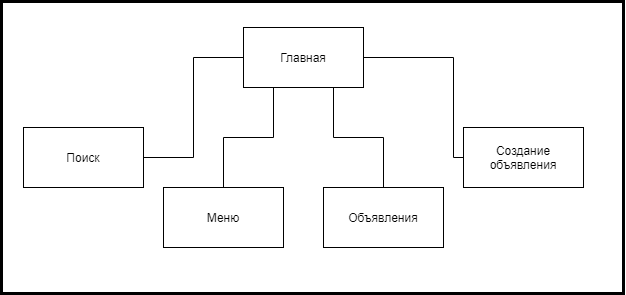 Главная
Поиск
Создание
объявления
Меню
Объявления